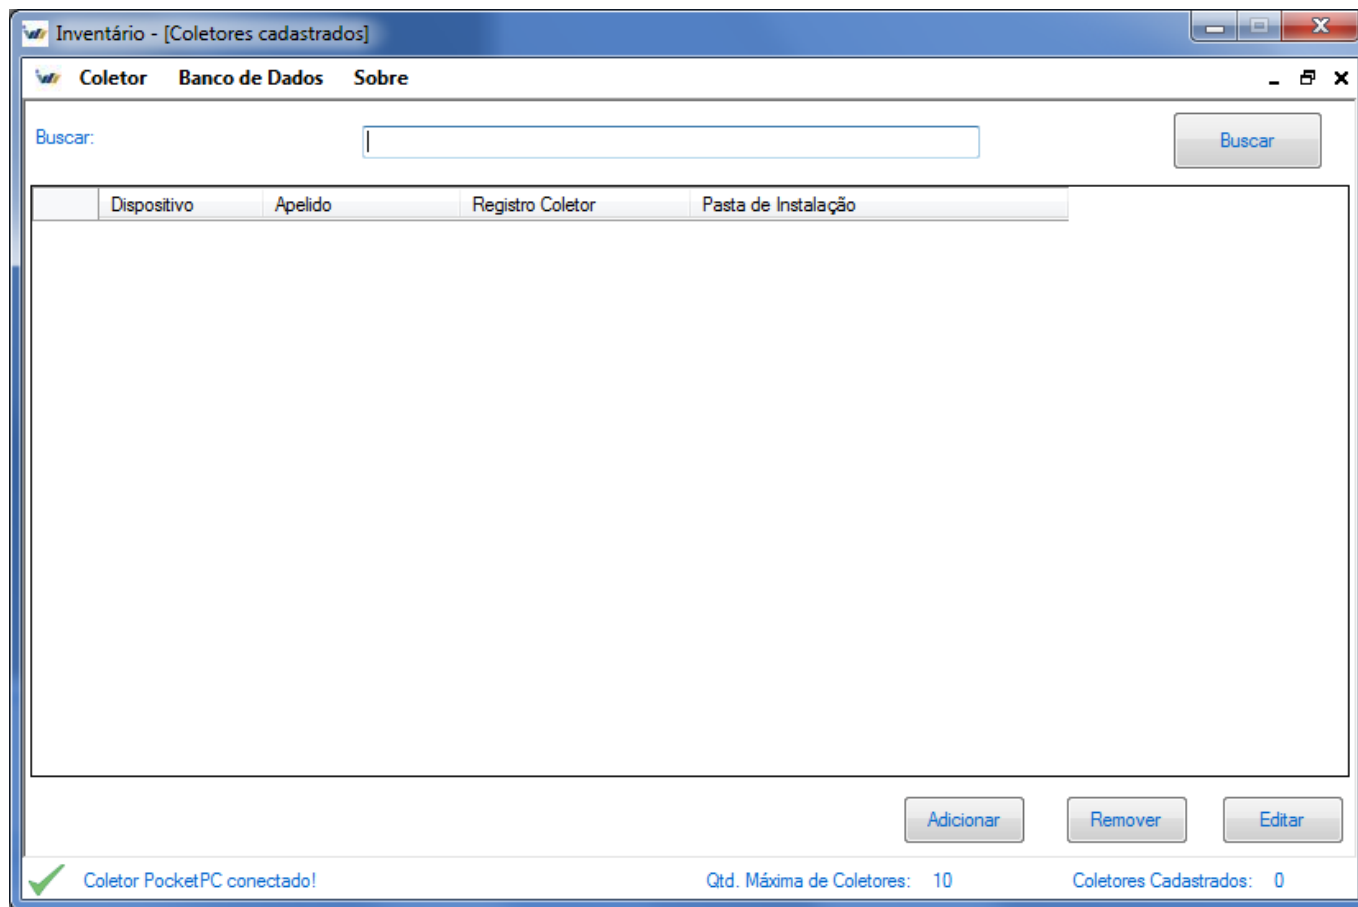 Inventário - [Coletores cadastrados]
Coletor Banco de Dados Sobre
Buscar: Buscar
Dispositivo Apelido Registro Coletor Pasta de Instalação
Adicionar Remover Editar
Coletor PocketPC conectado! Qtd. Máxima de Coletores: 10 Coletores Cadastrados: 0